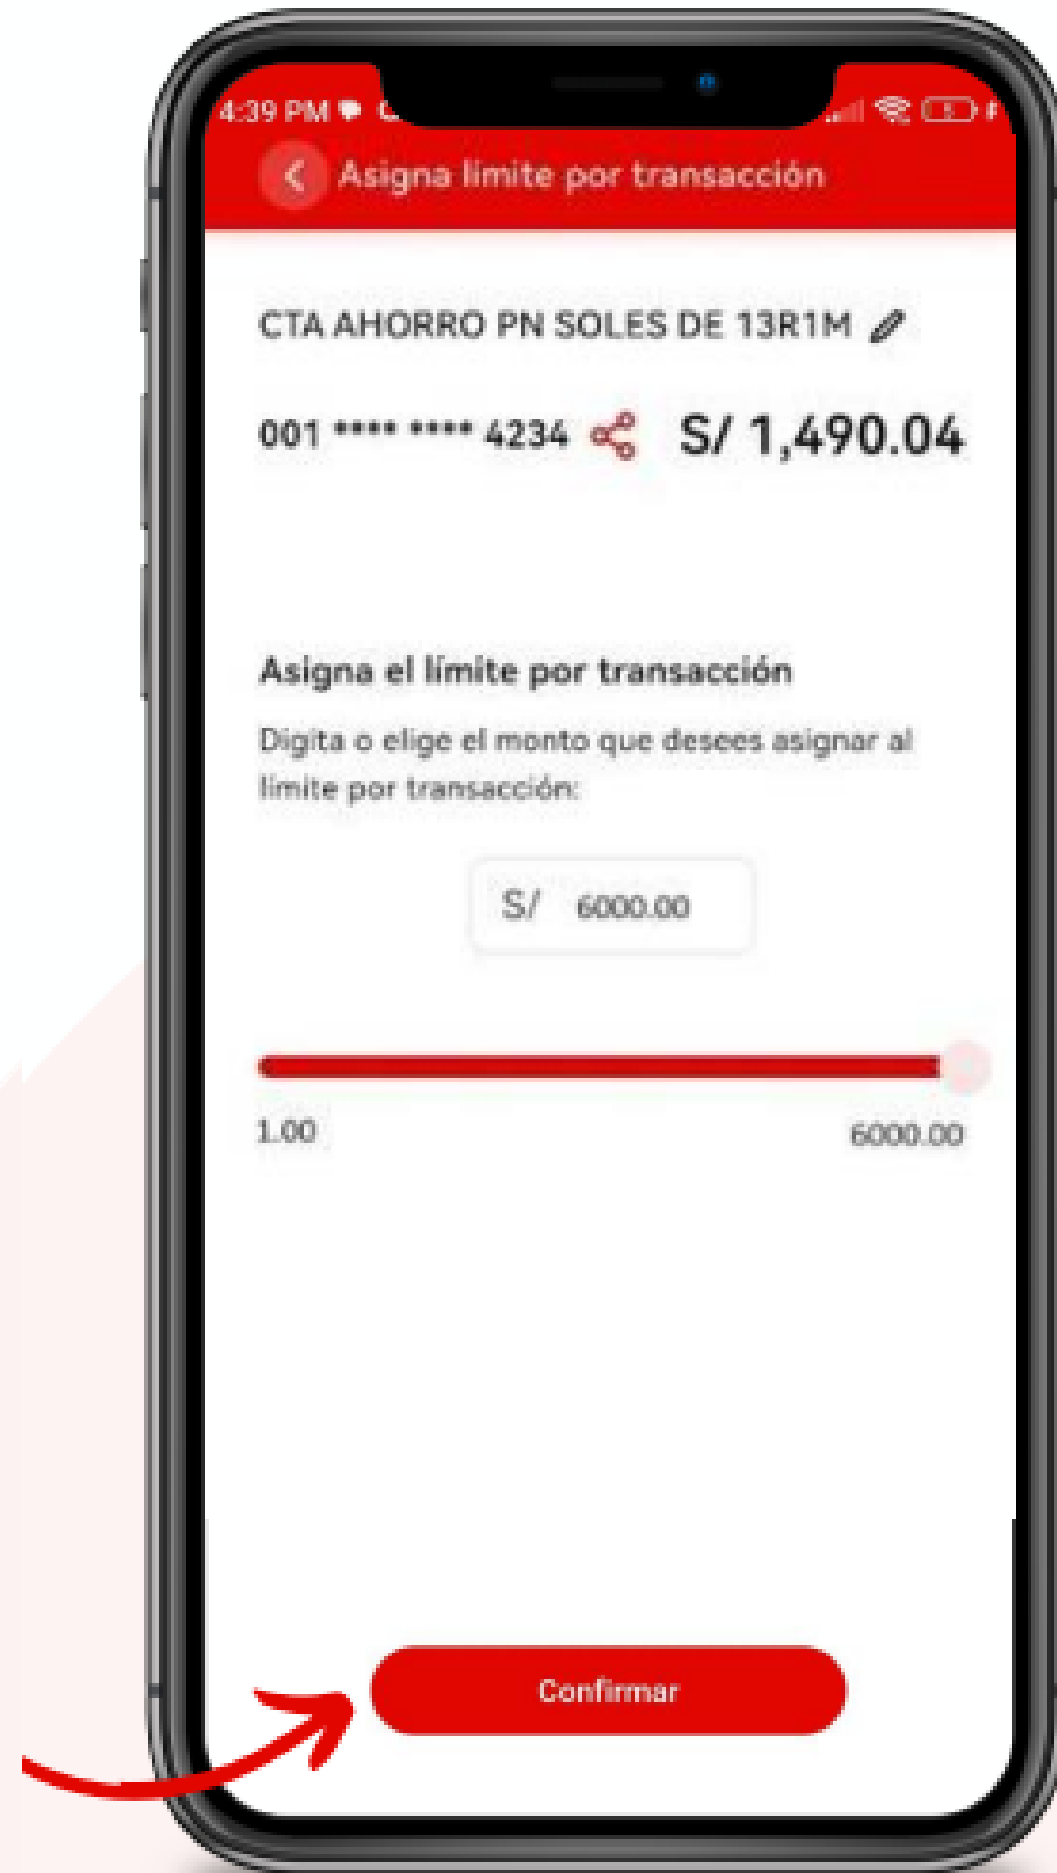 4:39 PM
Asigna límite por transacción
CTA AHORRO PN SOLES DE 13R1M
001 **** **** 4234 S/ 1,490.04
Asigna el límite por transacción
Digita o elige el monto que desees asignar al
límite por transacción:
S/ 6000.00
1.00 6000.00
Confirmar